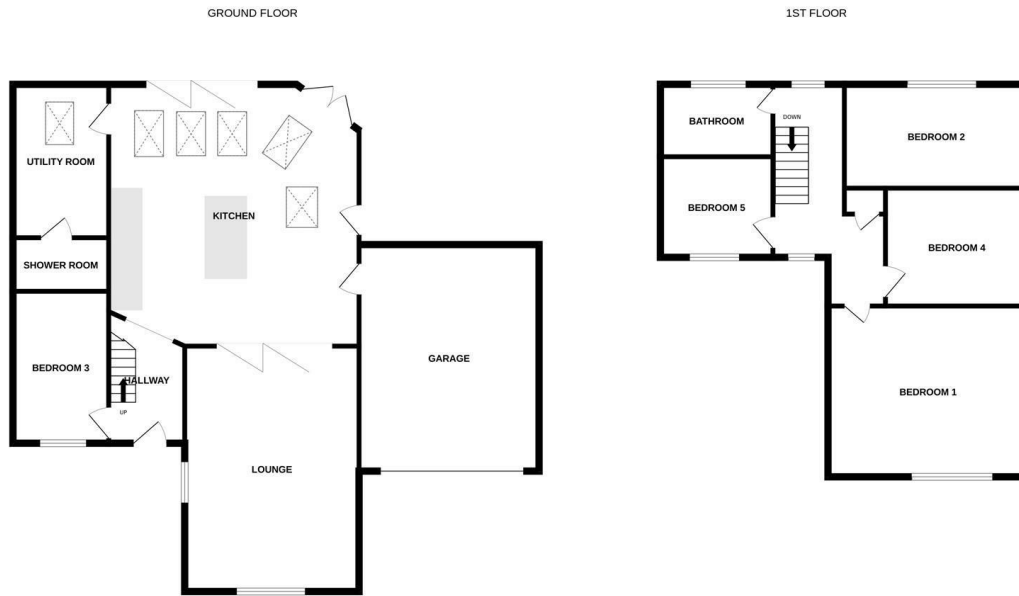 GROUND FLOOR
1ST FLOOR
UTILITY ROOM
KITCHEN
SHOWER ROOM
BEDROOM 3
HALLWAY
UP
GARAGE
LOUNGE
BATHROOM
DOWN
BEDROOM 2
BEDROOM 5
BEDROOM 4
BEDROOM 1